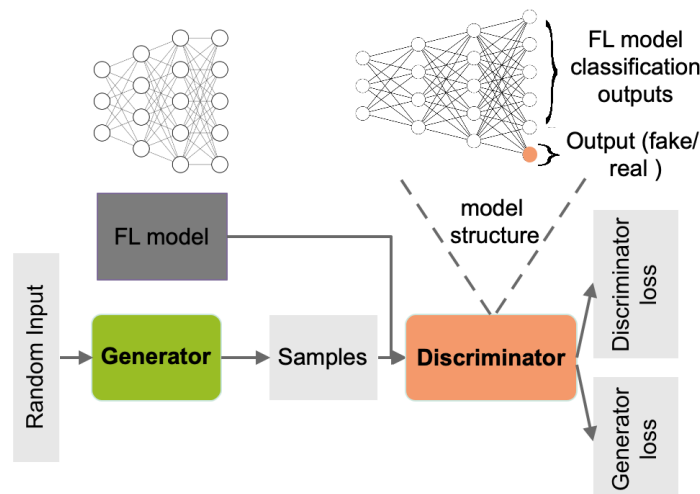 FL model
classification
outputs
Output (fake/
real )
model
structure
FL model
Random Input
Generator
Samples
Discriminator
Discriminator
loss
Generator
loss